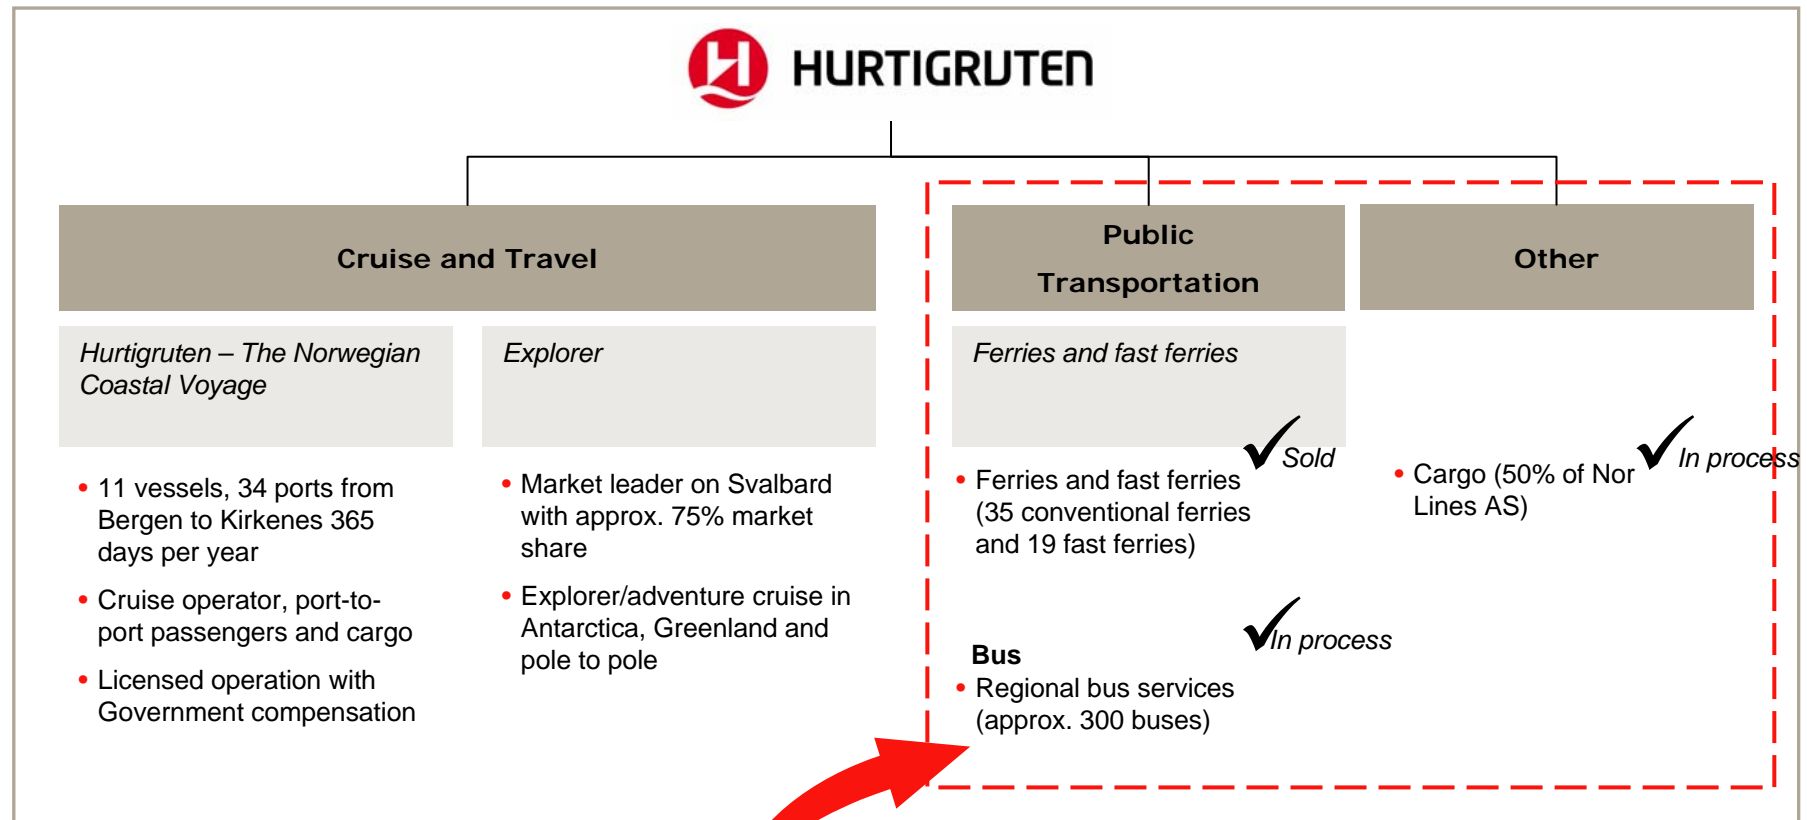 HURTIGRUTEN
Cruise and Travel
Hurtigruten – The Norwegian
Coastal Voyage
• 11 vessels, 34 ports from
Bergen to Kirkenes 365
days per year
• Cruise operator, port-to-
port passengers and cargo
• Licensed operation with
Government compensation
Explorer
• Market leader on Svalbard
with approx. 75% market
share
• Explorer/adventure cruise in
Antarctica, Greenland and
pole to pole
Public
Transportation
Ferries and fast ferries
Sold
• Ferries and fast ferries
(35 conventional ferries
and 19 fast ferries)
In process
Bus
• Regional bus services
(approx. 300 buses)
Other
In process
• Cargo (50% of Nor
Lines AS)